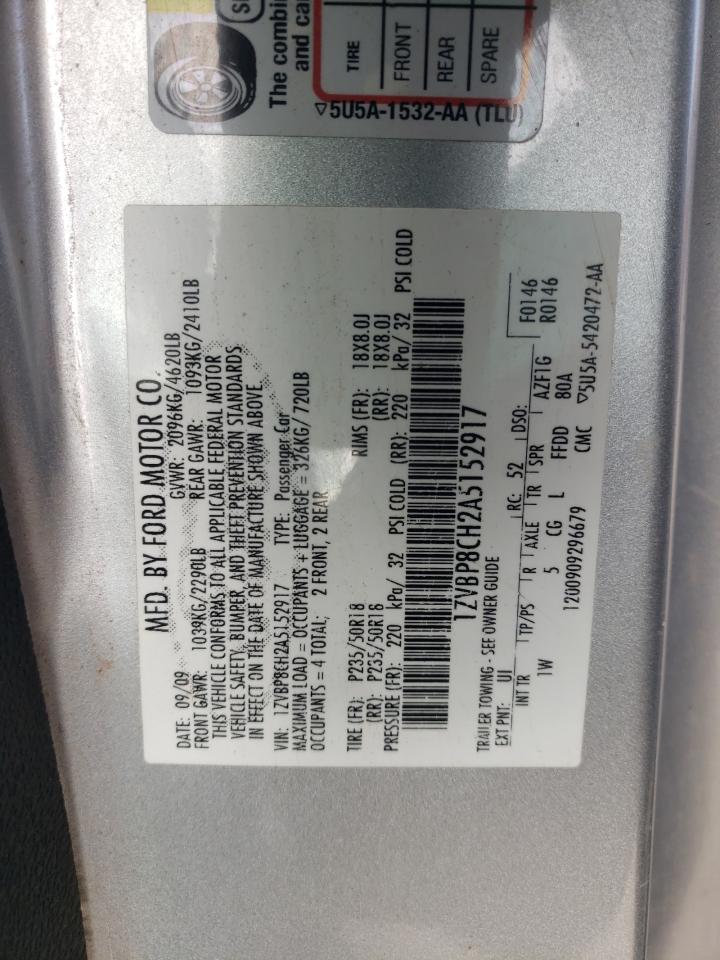 The combin
and car
TIRE
FRONT
REAR
SPARE
▽5U5A-1532-AA (TLU)
MFD. BY FORD MOTOR CO.
DATE: 09/09 GVWR: 2096KG/4620LB
FRONT GAWR: 1039KG/2290LB REAR GAWR: 1093KG/2410LB
THIS VEHICLE CONFORMS TO ALL APPLICABLE FEDERAL MOTOR
VEHICLE SAFETY, BUMPER, AND THEFT PREVENTION STANDARDS
IN EFFECT ON THE DATE OF MANUFACTURE SHOWN ABOVE.
VIN: 1ZVBP8CH2A5152917 TYPE: Passenger Car
MAXIMUM LOAD = OCCUPANTS + LUGGAGE = 326KG/720LB
OCCUPANTS = 4 TOTAL; 2 FRONT, 2 REAR
TIRE (FR): P235/50R18 RIMS (FR): 18X8.0J
(RR): P235/50R18 (RR): 18X8.0J
PRESSURE (FR): 220 kPa/ 32 PSI COLD (RR): 220 kPa/ 32 PSI COLD
1ZVBP8CH2A5152917
TRAILER TOWING - SEE OWNER GUIDE
EXT PNT: UI RC: 52 DSO: F0146
R0146
INT TR TP/PS R AXLE TR SPR AZF1G
1W 5 CG L FFDD 80A
1200909296679 CMC ▽5U5A-5420472-AA